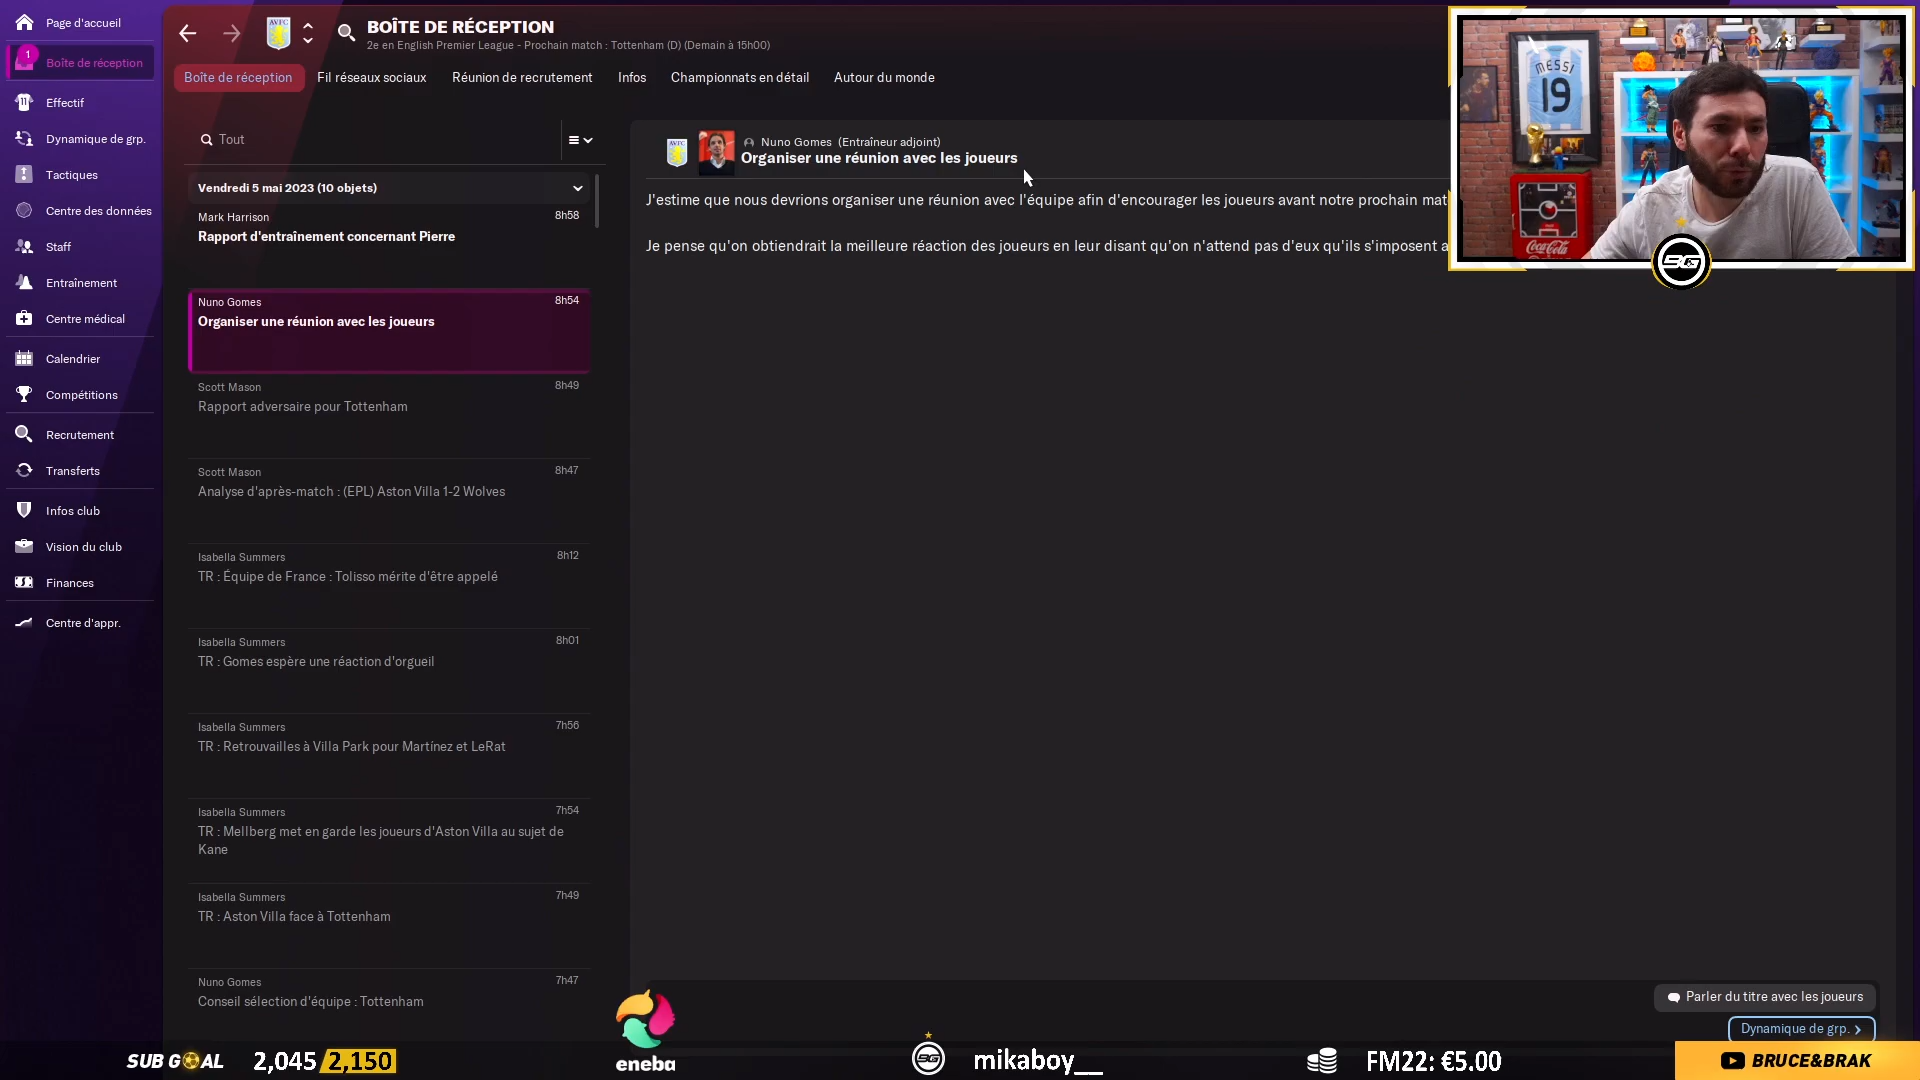 Page d'accueil
1
Boîte de réception
Effectif
Dynamique de grp.
Tactiques
Centre des données
Staff
Entraînement
Centre médical
Calendrier
Compétitions
Recrutement
Transferts
Infos club
Vision du club
Finances
Centre d'appr.
AVFC
BOÎTE DE RÉCEPTION
2e en English Premier League - Prochain match : Tottenham (D) (Demain à 15h00)
Boîte de réception
Fil réseaux sociaux
Réunion de recrutement
Infos
Championnats en détail
Autour du monde
Tout
Vendredi 5 mai 2023 (10 objets)
Mark Harrison 8h58
Rapport d'entraînement concernant Pierre
Nuno Gomes 8h54
Organiser une réunion avec les joueurs
Scott Mason 8h49
Rapport adversaire pour Tottenham
Scott Mason 8h47
Analyse d'après-match : (EPL) Aston Villa 1-2 Wolves
Isabella Summers 8h12
TR : Équipe de France : Tolisso mérite d'être appelé
Isabella Summers 8h01
TR : Gomes espère une réaction d'orgueil
Isabella Summers 7h56
TR : Retrouvailles à Villa Park pour Martínez et LeRat
Isabella Summers 7h54
TR : Mellberg met en garde les joueurs d'Aston Villa au sujet de
Kane
Isabella Summers 7h49
TR : Aston Villa face à Tottenham
Nuno Gomes 7h47
Conseil sélection d'équipe : Tottenham
Nuno Gomes (Entraîneur adjoint)
Organiser une réunion avec les joueurs
J'estime que nous devrions organiser une réunion avec l'équipe afin d'encourager les joueurs avant notre prochain mat
Je pense qu'on obtiendrait la meilleure réaction des joueurs en leur disant qu'on n'attend pas d'eux qu'ils s'imposent a
MESSI
19
Coca-Cola
Parler du titre avec les joueurs
Dynamique de grp.
SUB GOAL 2,045/2,150
eneba
mikaboy__
FM22: €5.00
BRUCE&BRAK